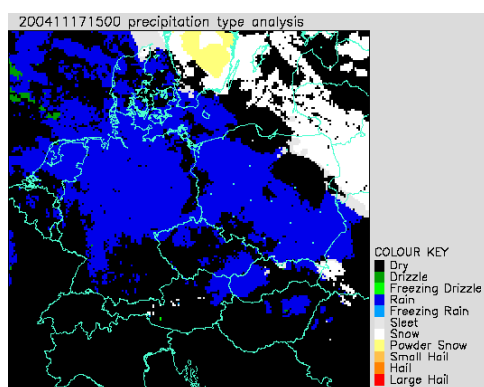 200411171500 precipitation type analysis
COLOUR KEY
Dry
Drizzle
Freezing Drizzle
Rain
Freezing Rain
Sleet
Snow
Powder Snow
Small Hail
Hail
Large Hail